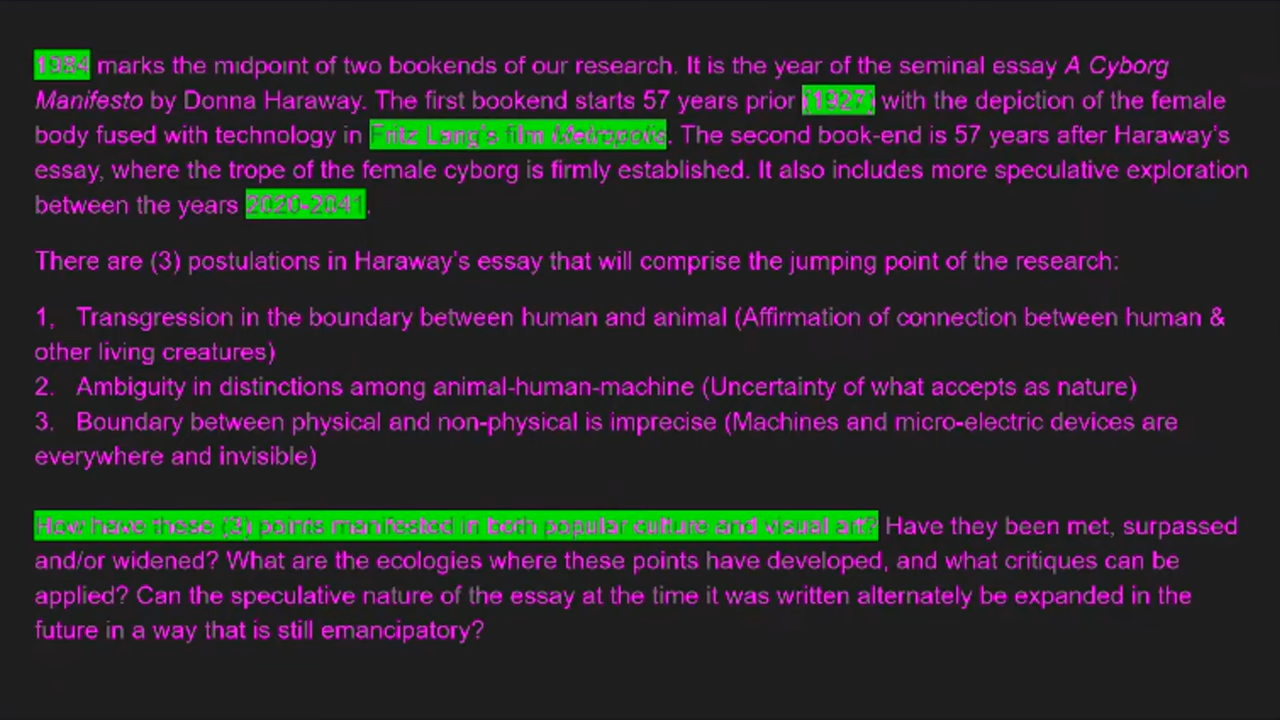 1984 marks the midpoint of two bookends of our research. It is the year of the seminal essay A Cyborg
Manifesto by Donna Haraway. The first bookend starts 57 years prior (1927) with the depiction of the female
body fused with technology in Fritz Lang's film Metropolis. The second book-end is 57 years after Haraway's
essay, where the trope of the female cyborg is firmly established. It also includes more speculative exploration
between the years 2020-2041.
There are (3) postulations in Haraway's essay that will comprise the jumping point of the research:
1, Transgression in the boundary between human and animal (Affirmation of connection between human &
other living creatures)
2. Ambiguity in distinctions among animal-human-machine (Uncertainty of what accepts as nature)
3. Boundary between physical and non-physical is imprecise (Machines and micro-electric devices are
everywhere and invisible)
How have these (3) points manifested in both popular culture and visual art? Have they been met, surpassed
and/or widened? What are the ecologies where these points have developed, and what critiques can be
applied? Can the speculative nature of the essay at the time it was written alternately be expanded in the
future in a way that is still emancipatory?